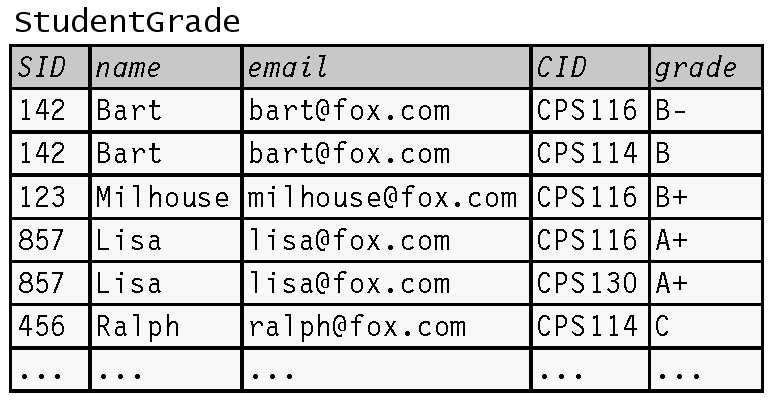 StudentGrade
SID name email CID grade
142 Bart bart@fox.com CPS116 B-
142 Bart bart@fox.com CPS114 B
123 Milhouse milhouse@fox.com CPS116 B+
857 Lisa lisa@fox.com CPS116 A+
857 Lisa lisa@fox.com CPS130 A+
456 Ralph ralph@fox.com CPS114 C
... ... ... ... ...